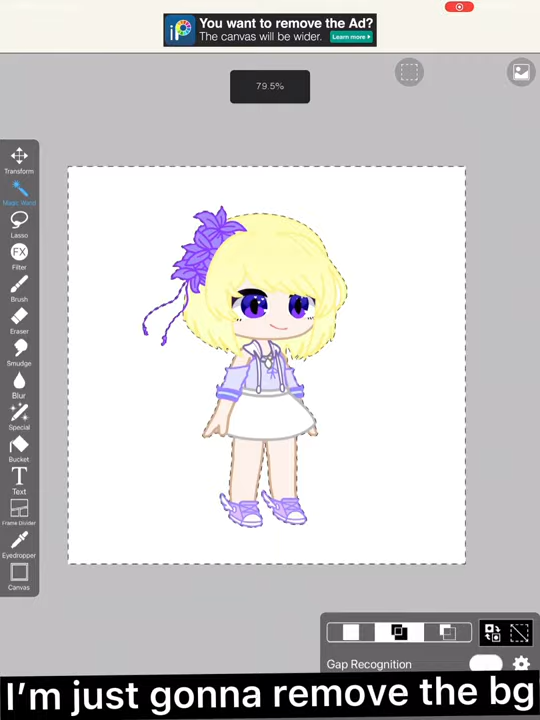 You want to remove the Ad?
The canvas will be wider.
Learn more
79.5%
Transform
Magic Wand
Lasso
FX
Filter
Brush
Eraser
Smudge
Blur
Special
Bucket
T
Text
Frame Divider
Eyedropper
Canvas
Gap Recognition
I’m just gonna remove the bg